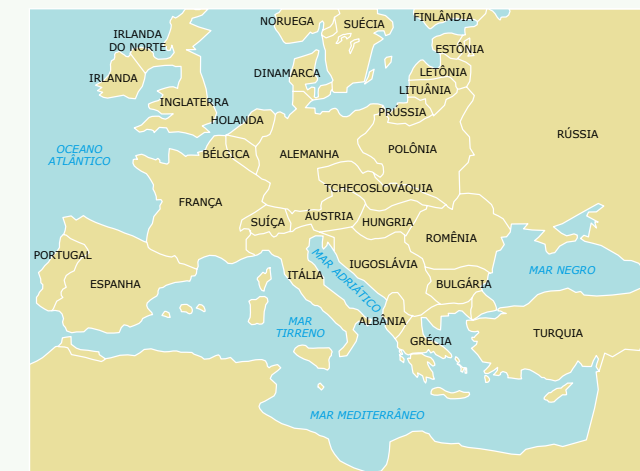 NORUEGA
SUÉCIA
FINLÂNDIA
IRLANDA
DO NORTE
ESTÔNIA
IRLANDA
DINAMARCA
LETÔNIA
LITUÂNIA
INGLATERRA
PRÚSSIA
HOLANDA
RÚSSIA
OCEANO
ATLÂNTICO
BÉLGICA
ALEMANHA
POLÔNIA
TCHECOSLOVÁQUIA
FRANÇA
SUÍÇA
ÁUSTRIA
HUNGRIA
ROMÊNIA
PORTUGAL
ESPANHA
ITÁLIA
MAR ADRIÁTICO
IUGOSLÁVIA
MAR NEGRO
BULGÁRIA
MAR
TIRRENO
ALBÂNIA
GRÉCIA
TURQUIA
MAR MEDITERRÂNEO